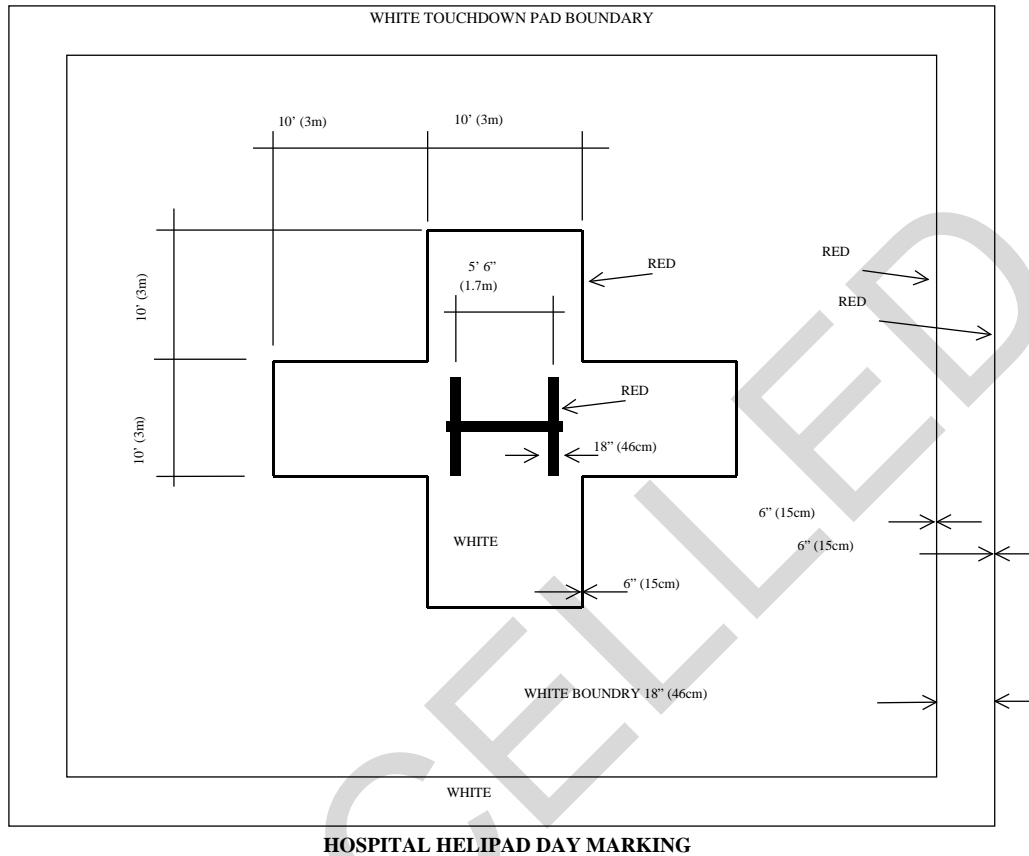 WHITE TOUCHDOWN PAD BOUNDARY
10’ (3m)
10’ (3m)
RED
RED
5’ 6”
(1.7m)
10’ (3m)
RED
RED
10’ (3m)
18” (46cm)
6” (15cm)
WHITE
6” (15cm)
6” (15cm)
WHITE BOUNDRY 18” (46cm)
WHITE
HOSPITAL HELIPAD DAY MARKING
CELLED